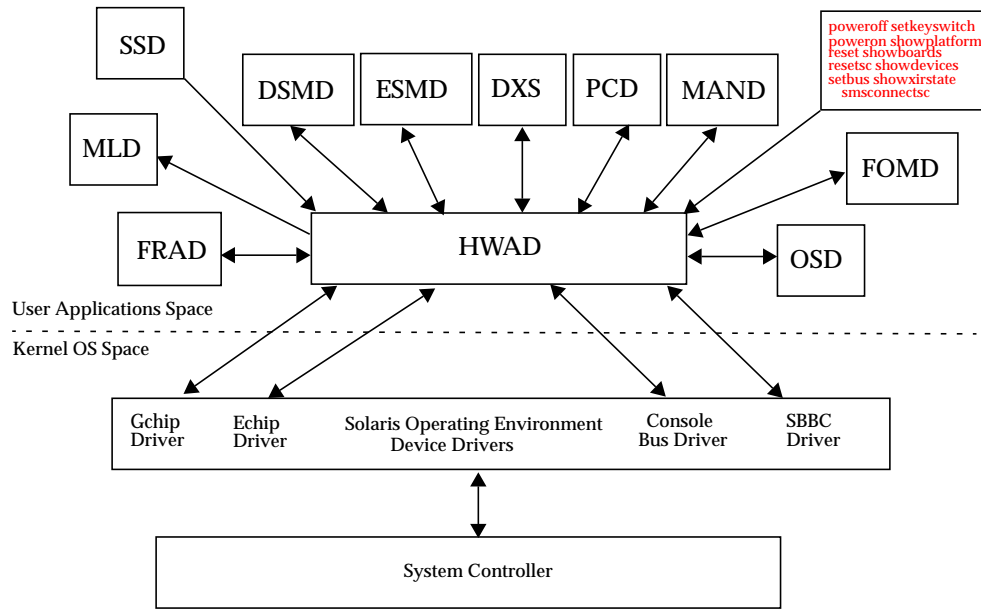 SSD
poweroff setkeyswitch
poweron showplatform
reset showboards
resetsc showdevices
setbus showxirstate
smsconnectsc
DSMD
ESMD
DXS
PCD
MAND
MLD
FOMD
FRAD
HWAD
OSD
User Applications Space
Kernel OS Space
Gchip
Driver
Echip
Driver
Solaris Operating Environment
Device Drivers
Console
Bus Driver
SBBC
Driver
System Controller